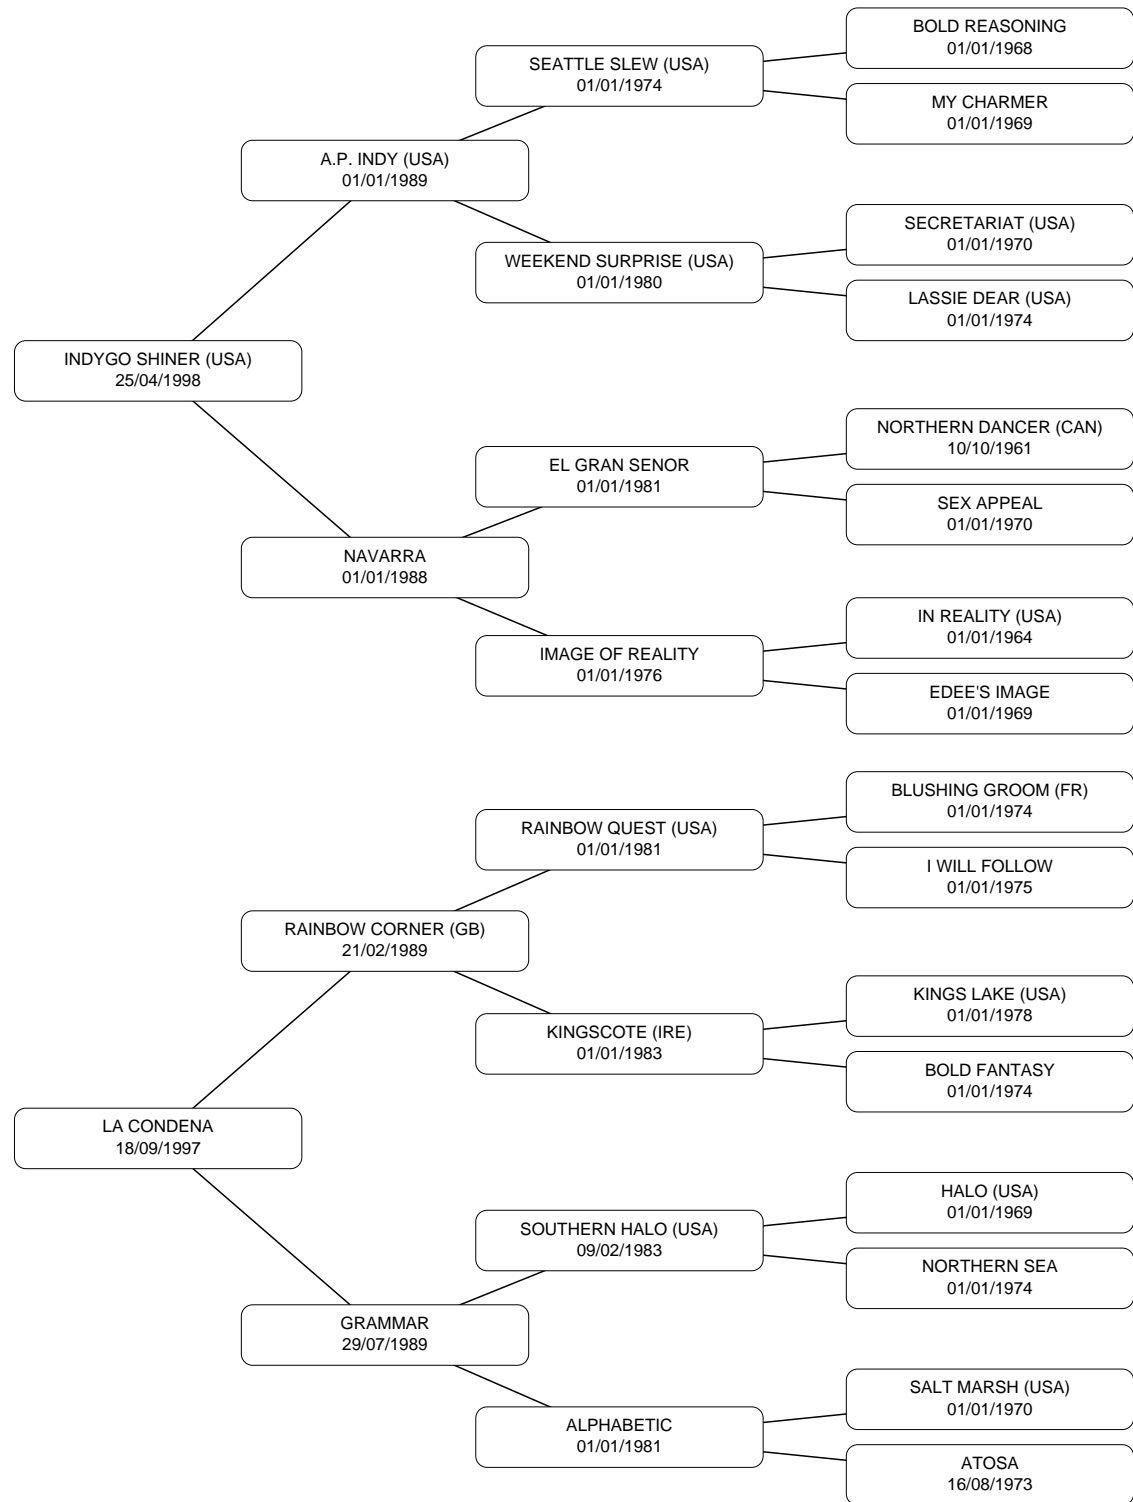 BOLD REASONING
01/01/1968
SEATTLE SLEW (USA)
01/01/1974
MY CHARMER
01/01/1969
A.P. INDY (USA)
01/01/1989
SECRETARIAT (USA)
01/01/1970
WEEKEND SURPRISE (USA)
01/01/1980
LASSIE DEAR (USA)
01/01/1974
INDYGO SHINER (USA)
25/04/1998
NORTHERN DANCER (CAN)
10/10/1961
EL GRAN SENOR
01/01/1981
SEX APPEAL
01/01/1970
NAVARRA
01/01/1988
IN REALITY (USA)
01/01/1964
IMAGE OF REALITY
01/01/1976
EDEE'S IMAGE
01/01/1969
BLUSHING GROOM (FR)
01/01/1974
RAINBOW QUEST (USA)
01/01/1981
I WILL FOLLOW
01/01/1975
RAINBOW CORNER (GB)
21/02/1989
KINGS LAKE (USA)
01/01/1978
KINGSCOTE (IRE)
01/01/1983
BOLD FANTASY
01/01/1974
LA CONDENA
18/09/1997
HALO (USA)
01/01/1969
SOUTHERN HALO (USA)
09/02/1983
NORTHERN SEA
01/01/1974
GRAMMAR
29/07/1989
SALT MARSH (USA)
01/01/1970
ALPHABETIC
01/01/1981
ATOSA
16/08/1973